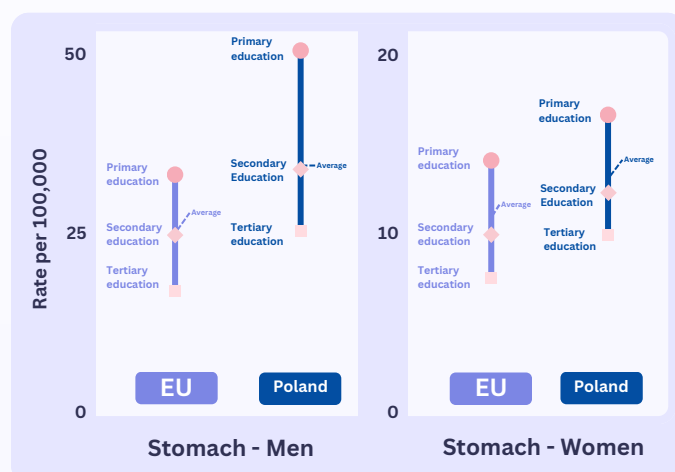 Rate per 100,000
50
25
0
Primary
education
Secondary
education
Tertiary
education
Average
EU
Primary
education
Secondary
Education
Tertiary
education
Average
Poland
Stomach - Men
20
10
0
Primary
education
Secondary
education
Tertiary
education
Average
EU
Primary
education
Secondary
Education
Tertiary
education
Average
Poland
Stomach - Women